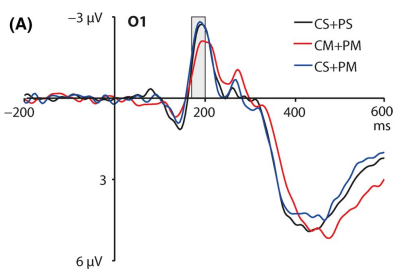 (A)
−3 µV
O1
CS+PS
CM+PM
CS+PM
−200
200
400
600
ms
3
6 µV